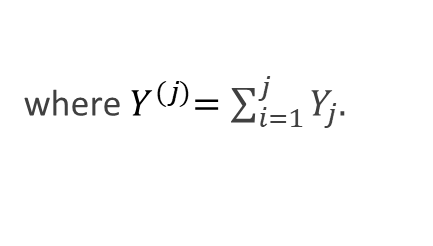 where Y^{(j)} = ∑_{i=1}^{j} Y_j.